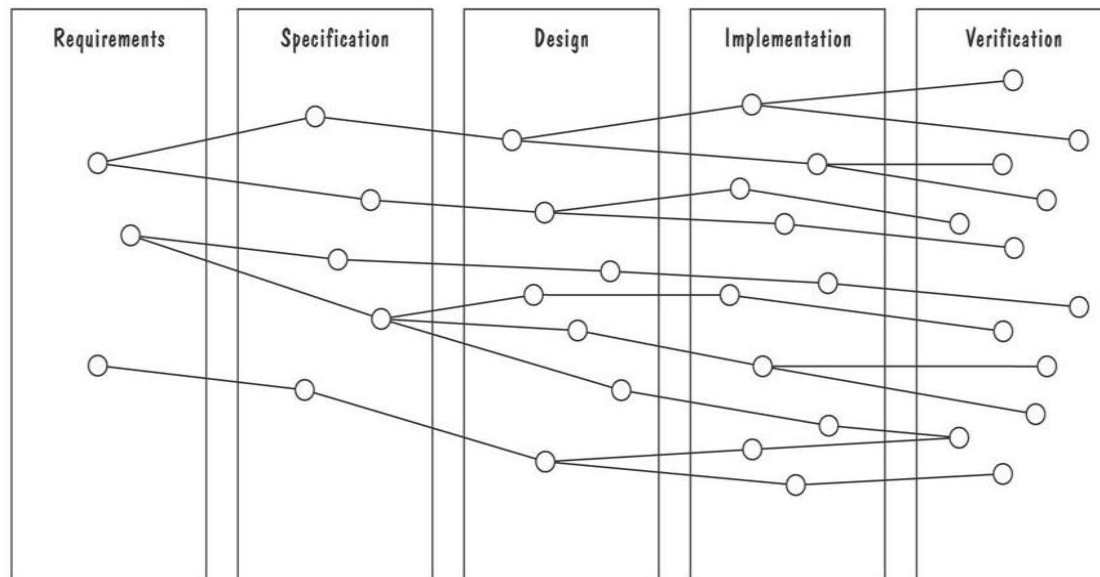 Requirements
Specification
Design
Implementation
Verification